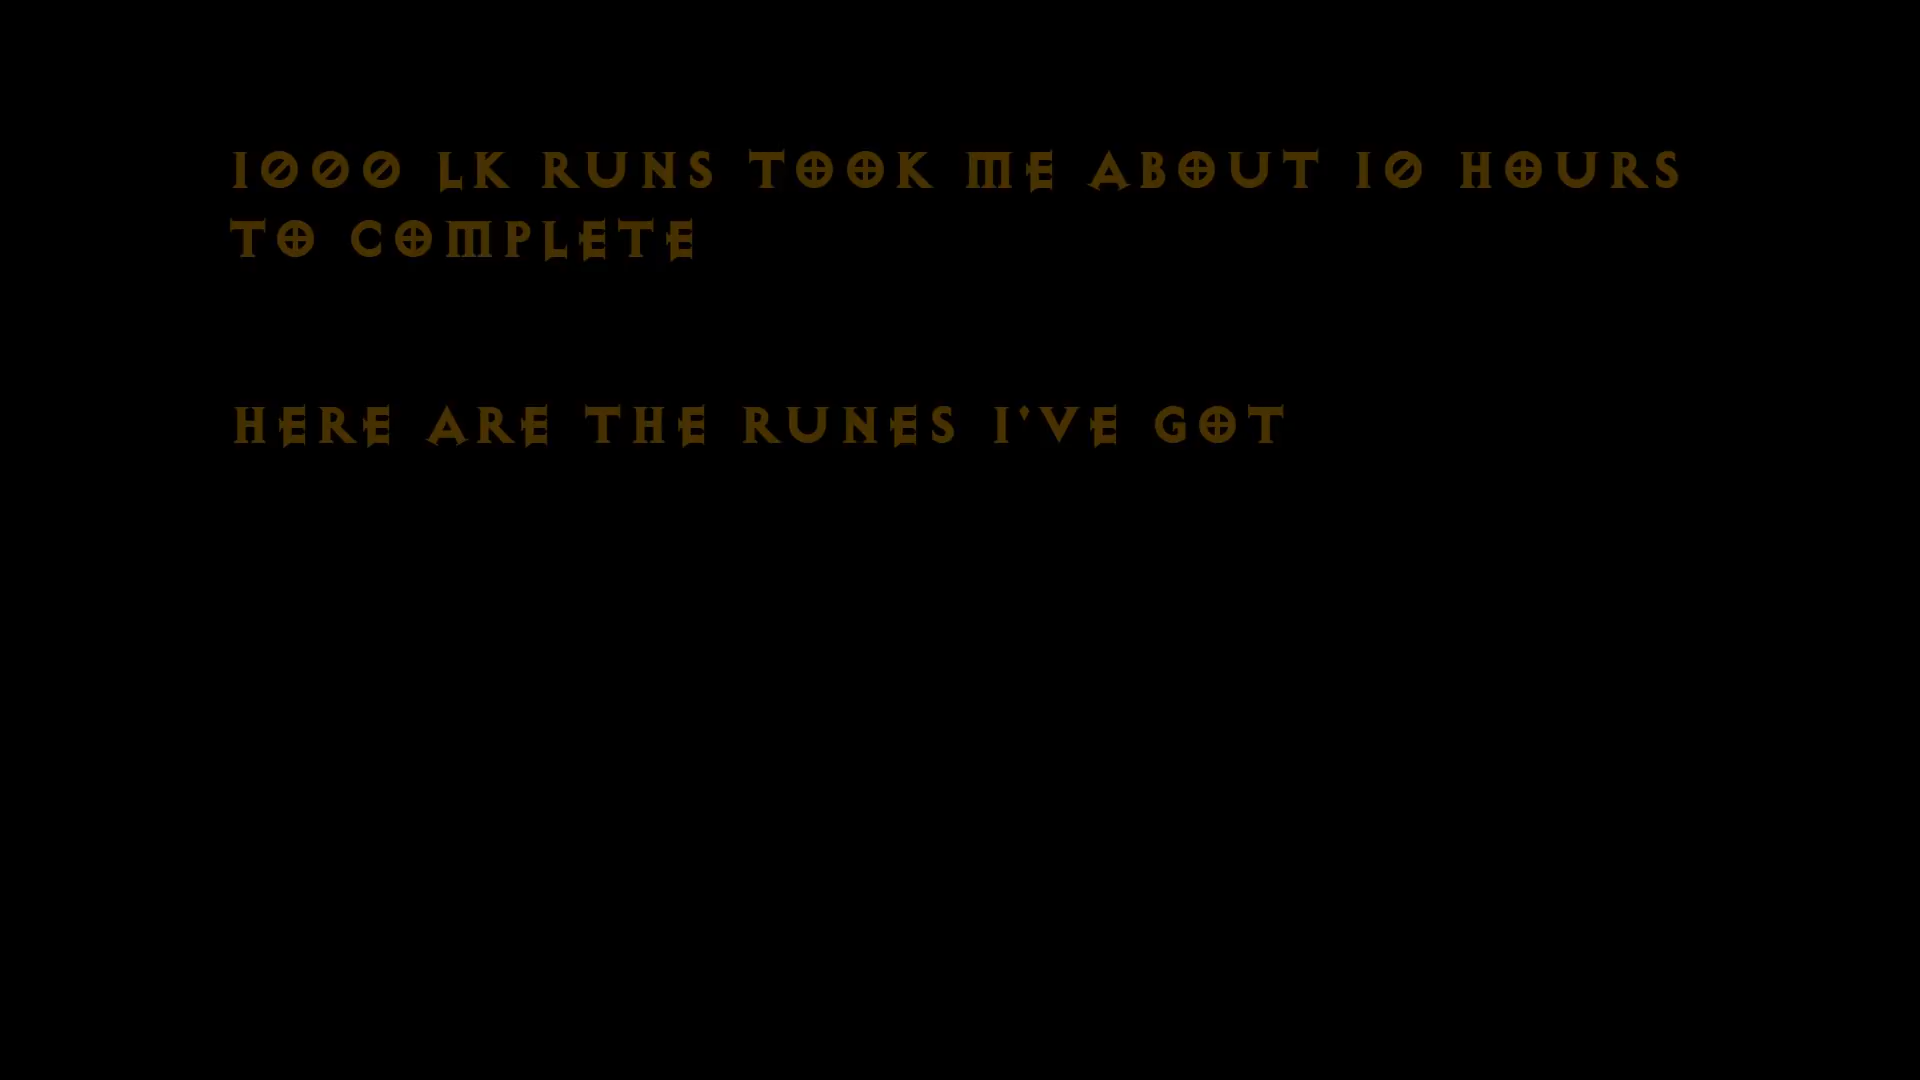 1000 LK RUNS TOOK ME ABOUT 10 HOURS
TO COMPLETE
HERE ARE THE RUNES I'VE GOT